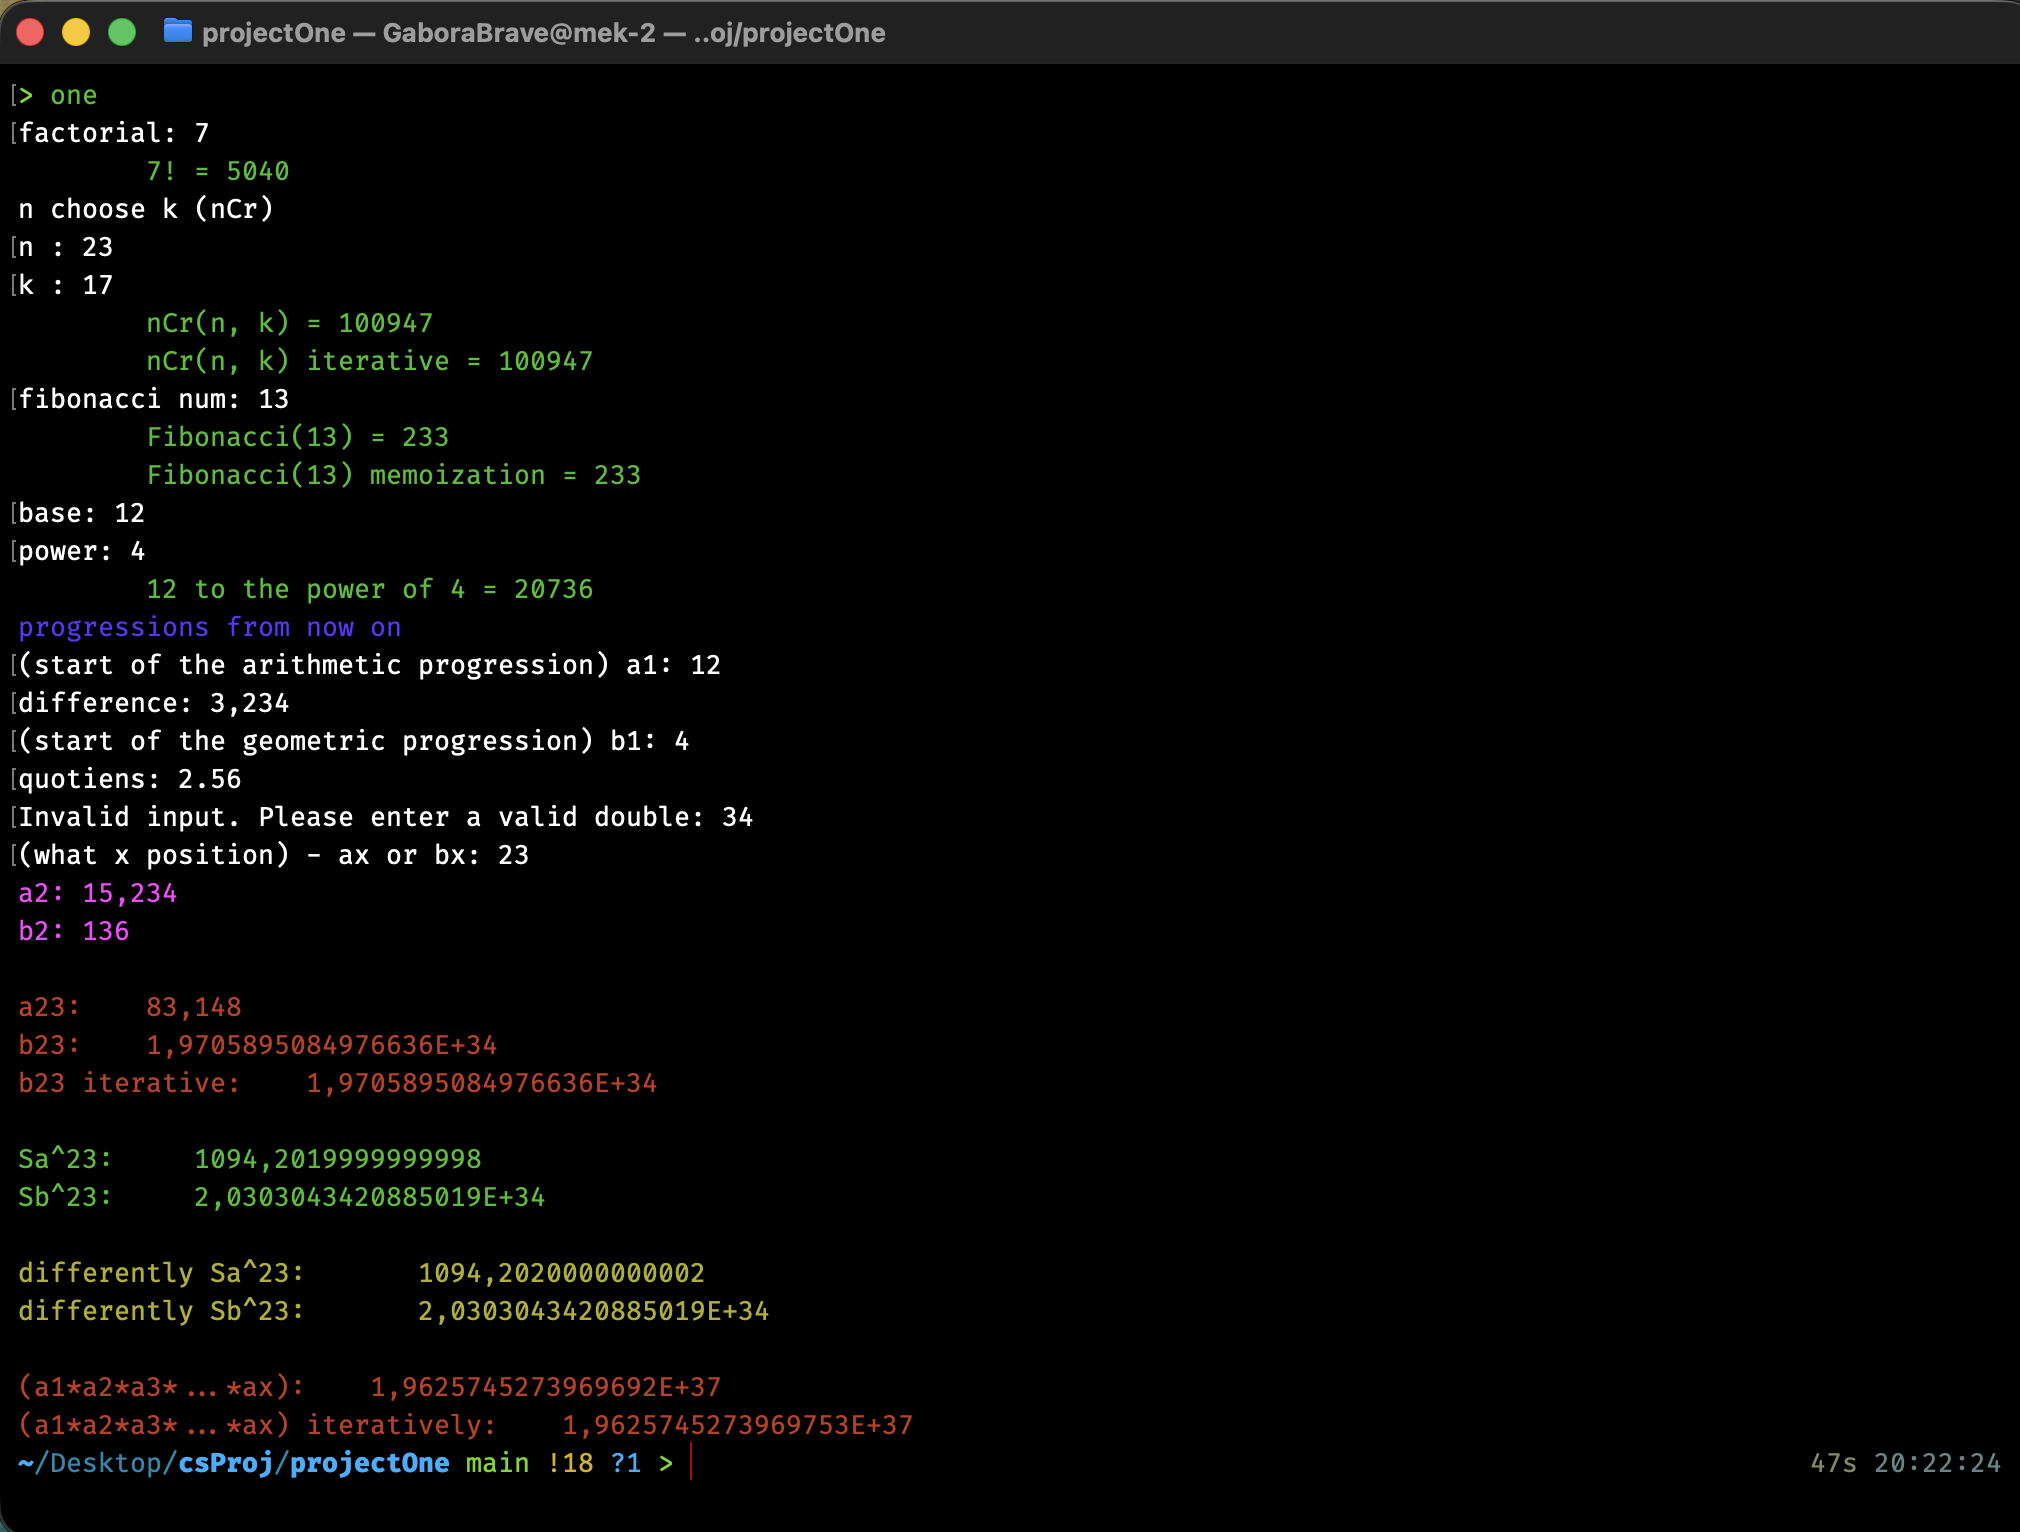 projectOne — GaboraBrave@mek-2 — ..oj/projectOne
[> one
[factorial: 7
7! = 5040
n choose k (nCr)
[n : 23
[k : 17
nCr(n, k) = 100947
nCr(n, k) iterative = 100947
[fibonacci num: 13
Fibonacci(13) = 233
Fibonacci(13) memoization = 233
[base: 12
[power: 4
12 to the power of 4 = 20736
progressions from now on
[(start of the arithmetic progression) a1: 12
[difference: 3,234
[(start of the geometric progression) b1: 4
[quotiens: 2.56
[Invalid input. Please enter a valid double: 34
[(what x position) - ax or bx: 23
a2: 15,234
b2: 136
a23: 83,148
b23: 1,9705895084976636E+34
b23 iterative: 1,9705895084976636E+34
Sa^23: 1094,2019999999998
Sb^23: 2,0303043420885019E+34
differently Sa^23: 1094,2020000000002
differently Sb^23: 2,0303043420885019E+34
(a1*a2*a3*...*ax): 1,9625745273969692E+37
(a1*a2*a3*...*ax) iteratively: 1,9625745273969753E+37
~/Desktop/csProj/projectOne main !18 ?1 > 47s 20:22:24